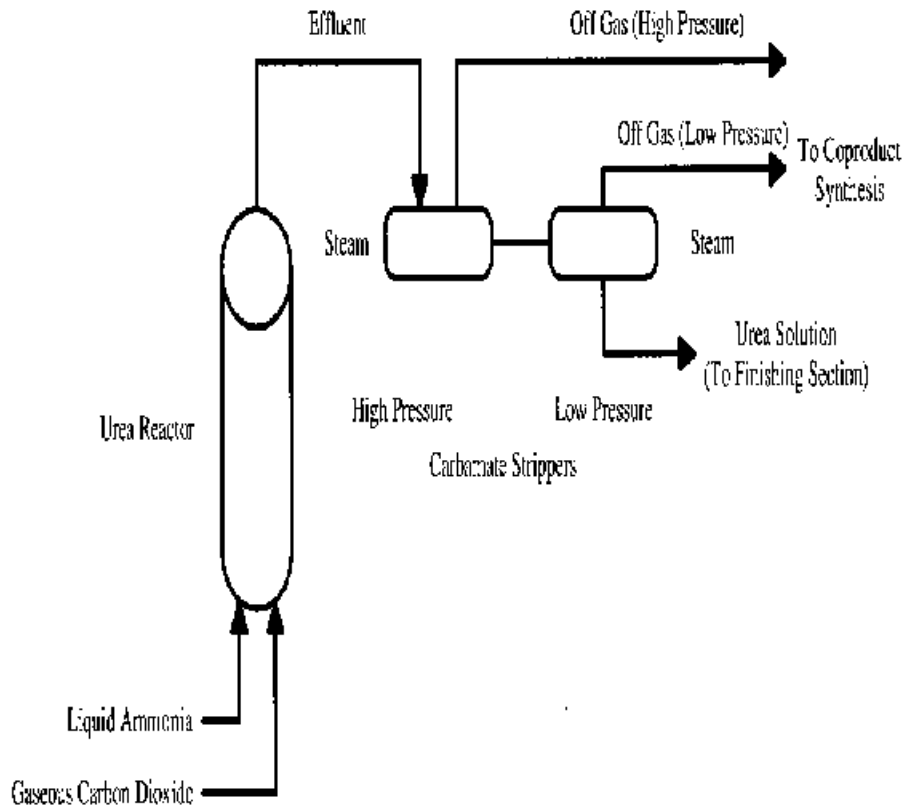 Effluent
Off Gas (High Pressure)
Off Gas (Low Pressure)
To Coproduct
Synthesis
Steam
Steam
Urea Solution
(To Finishing Section)
High Pressure
Low Pressure
Urea Reactor
Carbamate Strippers
Liquid Ammonia
Gaseous Carbon Dioxide